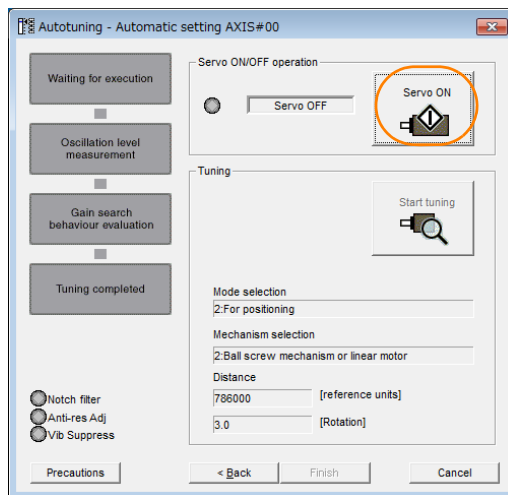 Autotuning - Automatic setting AXIS#00
Waiting for execution
Oscillation level
measurement
Gain search
behaviour evaluation
Tuning completed
Notch filter
Anti-res Adj
Vib Suppress
Servo ON/OFF operation
Servo OFF
Servo ON
Tuning
Start tuning
Mode selection
2:For positioning
Mechanism selection
2:Ball screw mechanism or linear motor
Distance
786000 [reference units]
3.0 [Rotation]
Precautions
< Back
Finish
Cancel